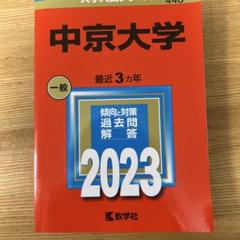 中京大学
一般
最近3カ年
傾向と対策
過去問
解答
2023
数学社